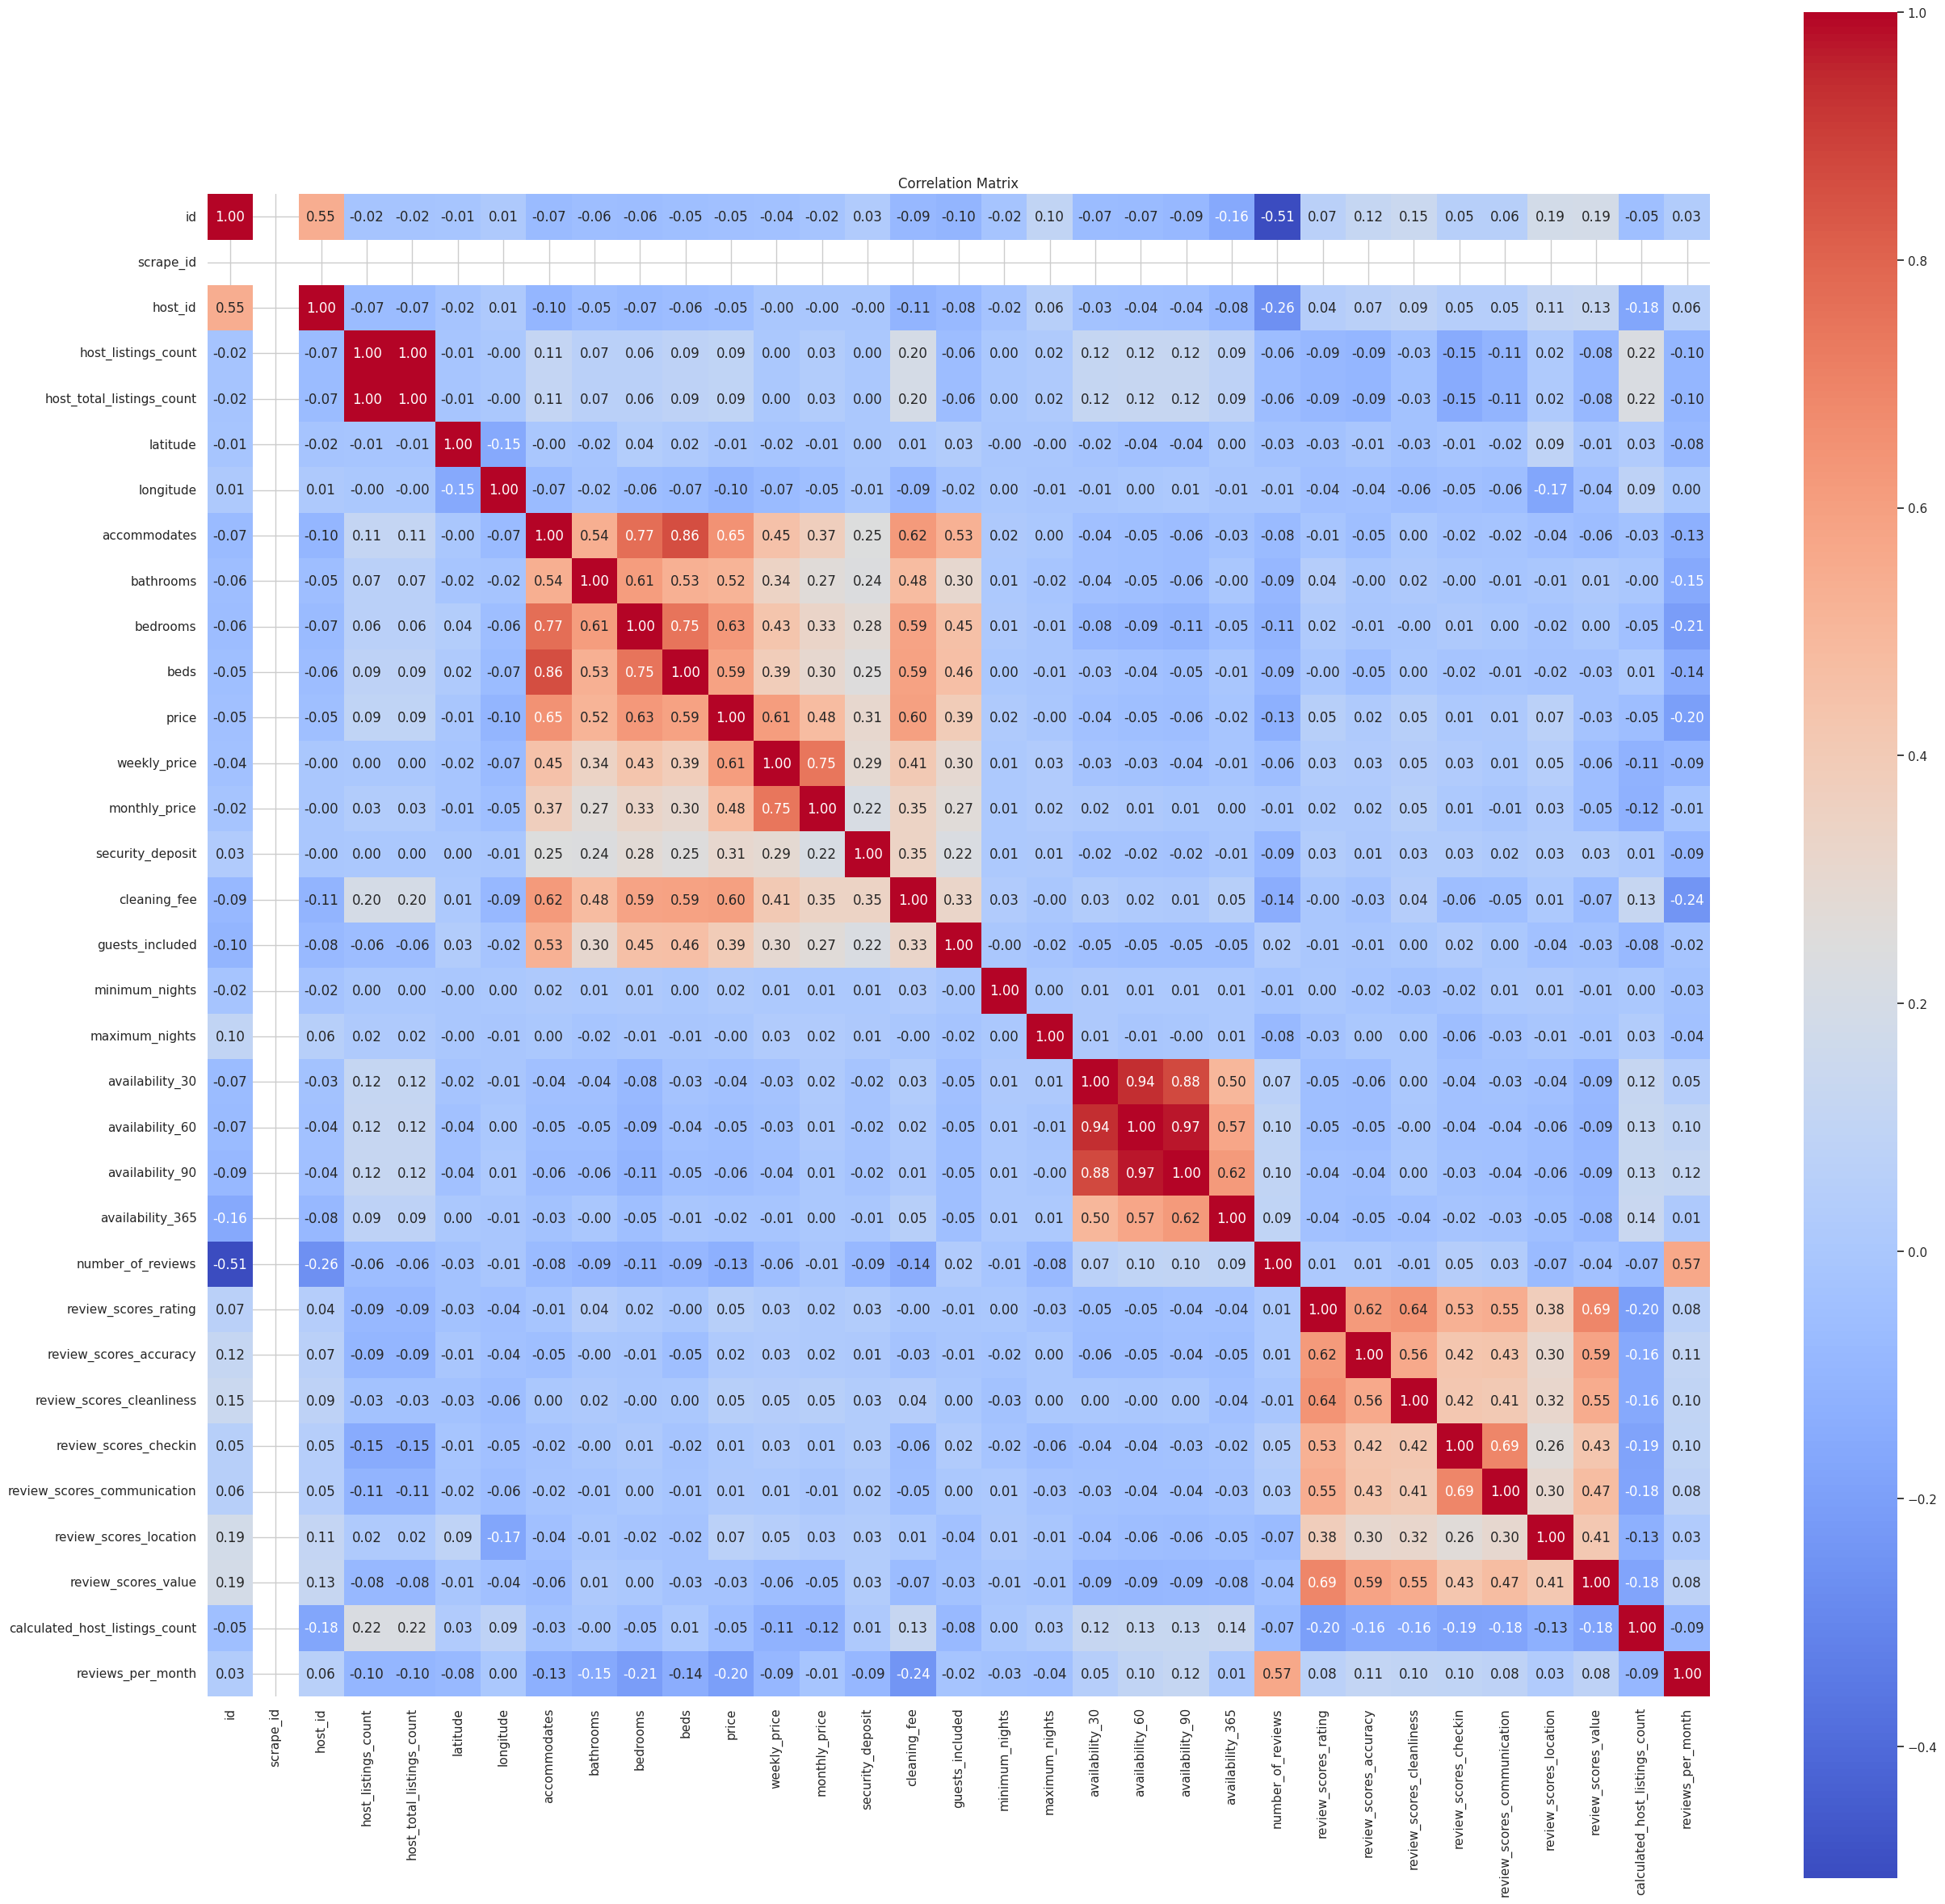 Correlation Matrix
1.0
id 1.00 0.55 -0.02 -0.02 -0.01 0.01 -0.07 -0.06 -0.06 -0.05 -0.05 -0.04 -0.02 0.03 -0.09 -0.10 -0.02 0.10 -0.07 -0.07 -0.09 -0.16 -0.51 0.07 0.12 0.15 0.05 0.06 0.19 0.19 -0.05 0.03
scrape_id
0.8
host_id 0.55 1.00 -0.07 -0.07 -0.02 0.01 -0.10 -0.05 -0.07 -0.06 -0.05 -0.00 -0.00 -0.00 -0.11 -0.08 -0.02 0.06 -0.03 -0.04 -0.04 -0.08 -0.26 0.04 0.07 0.09 0.05 0.05 0.11 0.13 -0.18 0.06
host_listings_count -0.02 -0.07 1.00 1.00 -0.01 -0.00 0.11 0.07 0.06 0.09 0.09 0.00 0.03 0.00 0.20 -0.06 0.00 0.02 0.12 0.12 0.12 0.09 -0.06 -0.09 -0.09 -0.03 -0.15 -0.11 0.02 -0.08 0.22 -0.10
host_total_listings_count -0.02 -0.07 1.00 1.00 -0.01 -0.00 0.11 0.07 0.06 0.09 0.09 0.00 0.03 0.00 0.20 -0.06 0.00 0.02 0.12 0.12 0.12 0.09 -0.06 -0.09 -0.09 -0.03 -0.15 -0.11 0.02 -0.08 0.22 -0.10
latitude -0.01 -0.02 -0.01 -0.01 1.00 -0.15 -0.00 -0.02 0.04 0.02 -0.01 -0.02 -0.01 0.00 0.01 0.03 -0.00 -0.00 -0.02 -0.04 -0.04 0.00 -0.03 -0.03 -0.01 -0.03 -0.01 -0.02 0.09 -0.01 0.03 -0.08
longitude 0.01 0.01 -0.00 -0.00 -0.15 1.00 -0.07 -0.02 -0.06 -0.07 -0.10 -0.07 -0.05 -0.01 -0.09 -0.02 0.00 -0.01 -0.01 0.00 0.01 -0.01 -0.01 -0.04 -0.04 -0.06 -0.05 -0.06 -0.17 -0.04 0.09 0.00
0.6
accommodates -0.07 -0.10 0.11 0.11 -0.00 -0.07 1.00 0.54 0.77 0.86 0.65 0.45 0.37 0.25 0.62 0.53 0.02 0.00 -0.04 -0.05 -0.06 -0.03 -0.08 -0.01 -0.05 0.00 -0.02 -0.02 -0.04 -0.06 -0.03 -0.13
bathrooms -0.06 -0.05 0.07 0.07 -0.02 -0.02 0.54 1.00 0.61 0.53 0.52 0.34 0.27 0.24 0.48 0.30 0.01 -0.02 -0.04 -0.05 -0.06 -0.00 -0.09 0.04 -0.00 0.02 -0.00 -0.01 -0.01 0.01 -0.00 -0.15
bedrooms -0.06 -0.07 0.06 0.06 0.04 -0.06 0.77 0.61 1.00 0.75 0.63 0.43 0.33 0.28 0.59 0.45 0.01 -0.01 -0.08 -0.09 -0.11 -0.05 -0.11 0.02 -0.01 -0.00 0.01 0.00 -0.02 0.00 -0.05 -0.21
beds -0.05 -0.06 0.09 0.09 0.02 -0.07 0.86 0.53 0.75 1.00 0.59 0.39 0.30 0.25 0.59 0.46 0.00 -0.01 -0.03 -0.04 -0.05 -0.01 -0.09 -0.00 -0.05 0.00 -0.02 -0.01 -0.02 -0.03 0.01 -0.14
price -0.05 -0.05 0.09 0.09 -0.01 -0.10 0.65 0.52 0.63 0.59 1.00 0.61 0.48 0.31 0.60 0.39 0.02 -0.00 -0.04 -0.05 -0.06 -0.02 -0.13 0.05 0.02 0.05 0.01 0.01 0.07 -0.03 -0.05 -0.20
0.4
weekly_price -0.04 -0.00 0.00 0.00 -0.02 -0.07 0.45 0.34 0.43 0.39 0.61 1.00 0.75 0.29 0.41 0.30 0.01 0.03 -0.03 -0.03 -0.04 -0.01 -0.06 0.03 0.03 0.05 0.03 0.01 0.05 -0.06 -0.11 -0.09
monthly_price -0.02 -0.00 0.03 0.03 -0.01 -0.05 0.37 0.27 0.33 0.30 0.48 0.75 1.00 0.22 0.35 0.27 0.01 0.02 0.02 0.01 0.01 0.00 -0.01 0.02 0.02 0.05 0.01 -0.01 0.03 -0.05 -0.12 -0.01
security_deposit 0.03 -0.00 0.00 0.00 0.00 -0.01 0.25 0.24 0.28 0.25 0.31 0.29 0.22 1.00 0.35 0.22 0.01 0.01 -0.02 -0.02 -0.02 -0.01 -0.09 0.03 0.01 0.03 0.03 0.02 0.03 0.03 0.01 -0.09
cleaning_fee -0.09 -0.11 0.20 0.20 0.01 -0.09 0.62 0.48 0.59 0.59 0.60 0.41 0.35 0.35 1.00 0.33 0.03 -0.00 0.03 0.02 0.01 0.05 -0.14 -0.00 -0.03 0.04 -0.06 -0.05 0.01 -0.07 0.13 -0.24
guests_included -0.10 -0.08 -0.06 -0.06 0.03 -0.02 0.53 0.30 0.45 0.46 0.39 0.30 0.27 0.22 0.33 1.00 -0.00 -0.02 -0.05 -0.05 -0.05 -0.05 0.02 -0.01 -0.01 0.00 0.02 0.00 -0.04 -0.03 -0.08 -0.02
minimum_nights -0.02 -0.02 0.00 0.00 -0.00 0.00 0.02 0.01 0.01 0.00 0.02 0.01 0.01 0.01 0.03 -0.00 1.00 0.00 0.01 0.01 0.01 0.01 -0.01 0.00 -0.02 -0.03 -0.02 0.01 0.01 -0.01 0.00 -0.03
0.2
maximum_nights 0.10 0.06 0.02 0.02 -0.00 -0.01 0.00 -0.02 -0.01 -0.01 -0.00 0.03 0.02 0.01 -0.00 -0.02 0.00 1.00 0.01 -0.01 -0.00 0.01 -0.08 -0.03 0.00 0.00 -0.06 -0.03 -0.01 -0.01 0.03 -0.04
availability_30 -0.07 -0.03 0.12 0.12 -0.02 -0.01 -0.04 -0.04 -0.08 -0.03 -0.04 -0.03 0.02 -0.02 0.03 -0.05 0.01 0.01 1.00 0.94 0.88 0.50 0.07 -0.05 -0.06 0.00 -0.04 -0.03 -0.04 -0.09 0.12 0.05
availability_60 -0.07 -0.04 0.12 0.12 -0.04 0.00 -0.05 -0.05 -0.09 -0.04 -0.05 -0.03 0.01 -0.02 0.02 -0.05 0.01 -0.01 0.94 1.00 0.97 0.57 0.10 -0.05 -0.05 -0.00 -0.04 -0.04 -0.06 -0.09 0.13 0.10
availability_90 -0.09 -0.04 0.12 0.12 -0.04 0.01 -0.06 -0.06 -0.11 -0.05 -0.06 -0.04 0.01 -0.02 0.01 -0.05 0.01 -0.00 0.88 0.97 1.00 0.62 0.10 -0.04 -0.04 0.00 -0.03 -0.04 -0.06 -0.09 0.13 0.12
availability_365 -0.16 -0.08 0.09 0.09 0.00 -0.01 -0.03 -0.00 -0.05 -0.01 -0.02 -0.01 0.00 -0.01 0.05 -0.05 0.01 0.01 0.50 0.57 0.62 1.00 0.09 -0.04 -0.05 -0.04 -0.02 -0.03 -0.05 -0.08 0.14 0.01
0.0
number_of_reviews -0.51 -0.26 -0.06 -0.06 -0.03 -0.01 -0.08 -0.09 -0.11 -0.09 -0.13 -0.06 -0.01 -0.09 -0.14 0.02 -0.01 -0.08 0.07 0.10 0.10 0.09 1.00 0.01 0.01 -0.01 0.05 0.03 -0.07 -0.04 -0.07 0.57
review_scores_rating 0.07 0.04 -0.09 -0.09 -0.03 -0.04 -0.01 0.04 0.02 -0.00 0.05 0.03 0.02 0.03 -0.00 -0.01 0.00 -0.03 -0.05 -0.05 -0.04 -0.04 0.01 1.00 0.62 0.64 0.53 0.55 0.38 0.69 -0.20 0.08
review_scores_accuracy 0.12 0.07 -0.09 -0.09 -0.01 -0.04 -0.05 -0.00 -0.01 -0.05 0.02 0.03 0.02 0.01 -0.03 -0.01 -0.02 0.00 -0.06 -0.05 -0.04 -0.05 0.01 0.62 1.00 0.56 0.42 0.43 0.30 0.59 -0.16 0.11
review_scores_cleanliness 0.15 0.09 -0.03 -0.03 -0.03 -0.06 0.00 0.02 -0.00 0.00 0.05 0.05 0.05 0.03 0.04 0.00 -0.03 0.00 0.00 -0.00 0.00 -0.04 -0.01 0.64 0.56 1.00 0.42 0.41 0.32 0.55 -0.16 0.10
review_scores_checkin 0.05 0.05 -0.15 -0.15 -0.01 -0.05 -0.02 -0.00 0.01 -0.02 0.01 0.03 0.01 0.03 -0.06 0.02 -0.02 -0.06 -0.04 -0.04 -0.03 -0.02 0.05 0.53 0.42 0.42 1.00 0.69 0.26 0.43 -0.19 0.10
review_scores_communication 0.06 0.05 -0.11 -0.11 -0.02 -0.06 -0.02 -0.01 0.00 -0.01 0.01 0.01 -0.01 0.02 -0.05 0.00 0.01 -0.03 -0.03 -0.04 -0.04 -0.03 0.03 0.55 0.43 0.41 0.69 1.00 0.30 0.47 -0.18 0.08
−0.2
review_scores_location 0.19 0.11 0.02 0.02 0.09 -0.17 -0.04 -0.01 -0.02 -0.02 0.07 0.05 0.03 0.03 0.01 -0.04 0.01 -0.01 -0.04 -0.06 -0.06 -0.05 -0.07 0.38 0.30 0.32 0.26 0.30 1.00 0.41 -0.13 0.03
review_scores_value 0.19 0.13 -0.08 -0.08 -0.01 -0.04 -0.06 0.01 0.00 -0.03 -0.03 -0.06 -0.05 0.03 -0.07 -0.03 -0.01 -0.01 -0.09 -0.09 -0.09 -0.08 -0.04 0.69 0.59 0.55 0.43 0.47 0.41 1.00 -0.18 0.08
calculated_host_listings_count -0.05 -0.18 0.22 0.22 0.03 0.09 -0.03 -0.00 -0.05 0.01 -0.05 -0.11 -0.12 0.01 0.13 -0.08 0.00 0.03 0.12 0.13 0.13 0.14 -0.07 -0.20 -0.16 -0.16 -0.19 -0.18 -0.13 -0.18 1.00 -0.09
reviews_per_month 0.03 0.06 -0.10 -0.10 -0.08 0.00 -0.13 -0.15 -0.21 -0.14 -0.20 -0.09 -0.01 -0.09 -0.24 -0.02 -0.03 -0.04 0.05 0.10 0.12 0.01 0.57 0.08 0.11 0.10 0.10 0.08 0.03 0.08 -0.09 1.00
−0.4
id
scrape_id
host_id
host_listings_count
host_total_listings_count
latitude
longitude
accommodates
bathrooms
bedrooms
beds
price
weekly_price
monthly_price
security_deposit
cleaning_fee
guests_included
minimum_nights
maximum_nights
availability_30
availability_60
availability_90
availability_365
number_of_reviews
review_scores_rating
review_scores_accuracy
review_scores_cleanliness
review_scores_checkin
review_scores_communication
review_scores_location
review_scores_value
calculated_host_listings_count
reviews_per_month